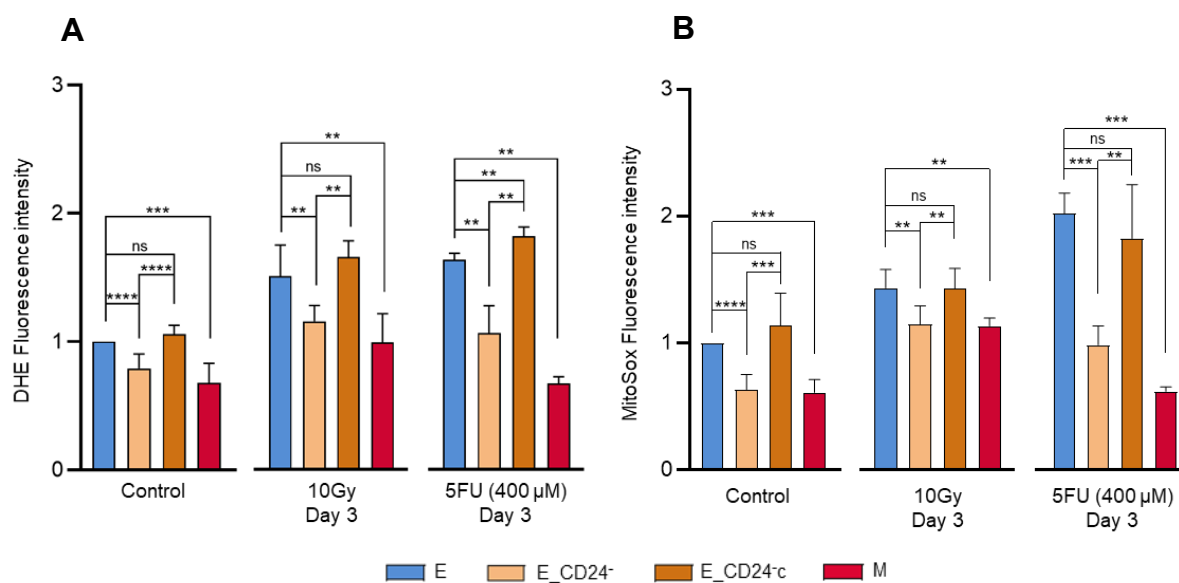 A
3
2
1
0
DHE Fluorescence intensity
***
ns
****
****
Control
**
ns
**
**
10Gy
Day 3
**
**
**
**
5FU (400 µM)
Day 3
B
3
2
1
0
MitoSox Fluorescence intensity
***
ns
***
****
Control
**
ns
**
**
10Gy
Day 3
***
ns
**
***
5FU (400 µM)
Day 3
E
E_CD24⁻
E_CD24⁻c
M